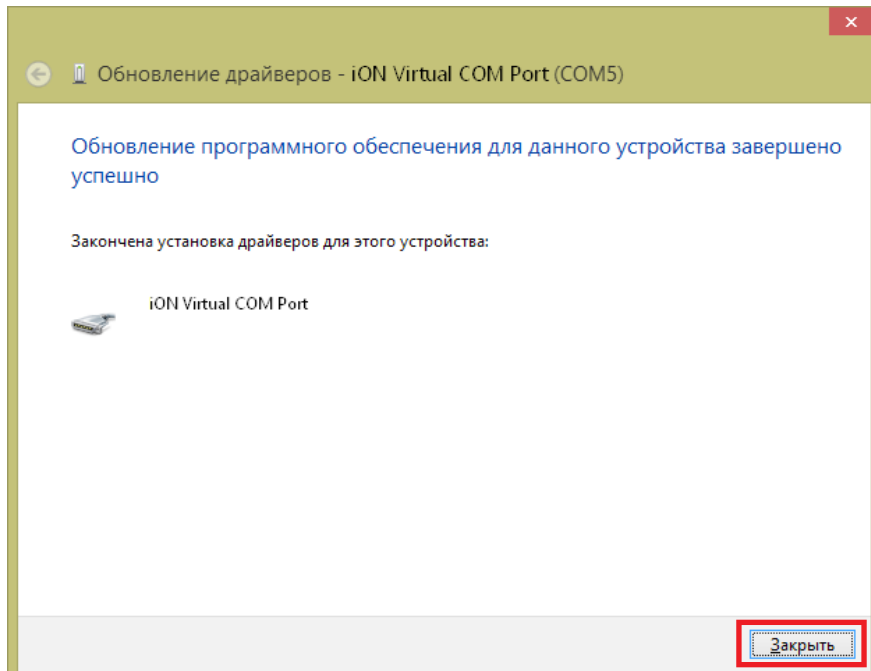 Обновление драйверов - iON Virtual COM Port (COM5)
Обновление программного обеспечения для данного устройства завершено
успешно
Закончена установка драйверов для этого устройства:
iON Virtual COM Port
Закрыть